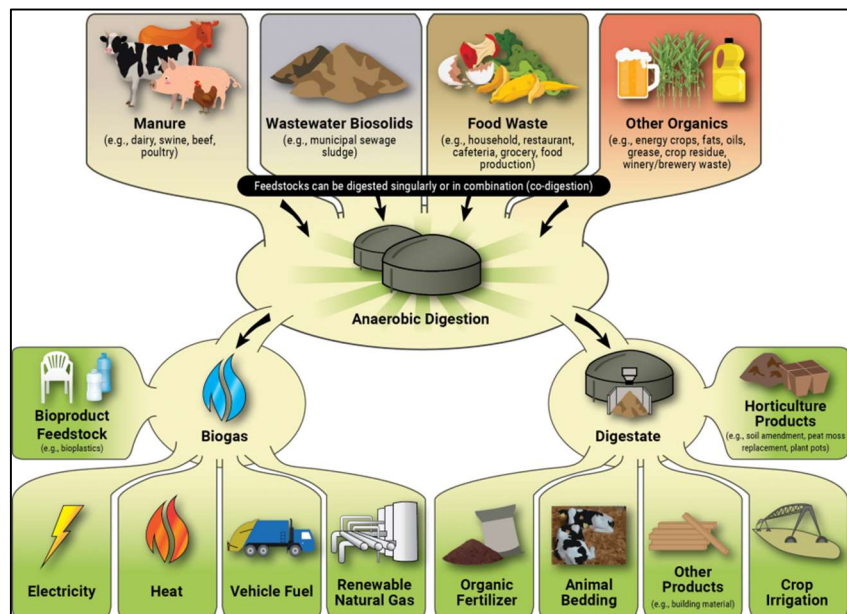 Manure
(e.g., dairy, swine, beef,
poultry)
Wastewater Biosolids
(e.g., municipal sewage
sludge)
Food Waste
(e.g., household, restaurant,
cafeteria, grocery, food
production)
Other Organics
(e.g., energy crops, fats, oils,
grease, crop residue,
winery/brewery waste)
Feedstocks can be digested singularly or in combination (co-digestion)
Anaerobic Digestion
Bioproduct
Feedstock
(e.g., bioplastics)
Biogas
Digestate
Horticulture
Products
(e.g., soil amendment, peat moss
replacement, plant pots)
Electricity
Heat
Vehicle Fuel
Renewable
Natural Gas
Organic
Fertilizer
Animal
Bedding
Other
Products
(e.g., building material)
Crop
Irrigation